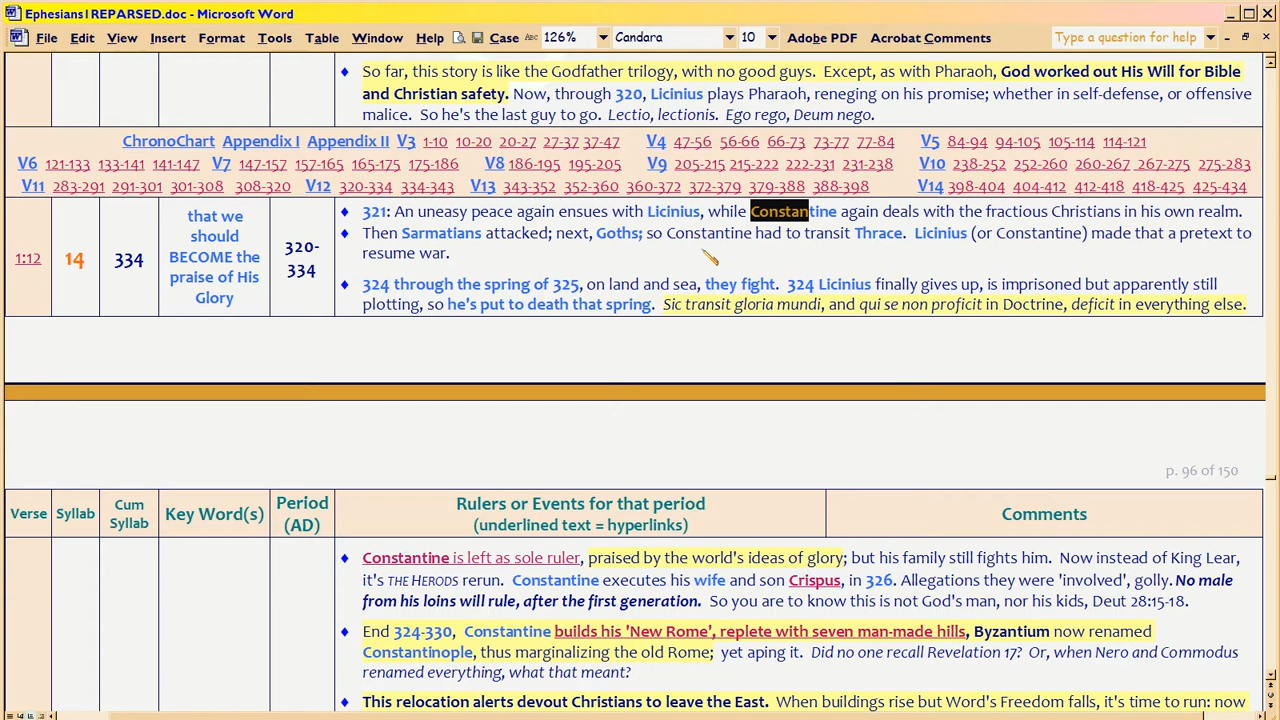 Ephesians1REPARSED.doc - Microsoft Word
File Edit View Insert Format Tools Table Window Help Case 126% Candara 10 Adobe PDF Acrobat Comments Type a question for help
So far, this story is like the Godfather trilogy, with no good guys. Except, as with Pharaoh, God worked out His Will for Bible
and Christian safety. Now, through 320, Licinius plays Pharaoh, reneging on his promise; whether in self-defense, or offensive
malice. So he's the last guy to go. Lectio, lectionis. Ego rego, Deum nego.
ChronoChart Appendix I Appendix II V3 1-10 10-20 20-27 27-37 37-47 V4 47-56 56-66 66-73 73-77 77-84 V5 84-94 94-105 105-114 114-121
V6 121-133 133-141 141-147 V7 147-157 157-165 165-175 175-186 V8 186-195 195-205 V9 205-215 215-222 222-231 231-238 V10 238-252 252-260 260-267 267-275 275-283
V11 283-291 291-301 301-308 308-320 V12 320-334 334-343 V13 343-352 352-360 360-372 372-379 379-388 388-398 V14 398-404 404-412 412-418 418-425 425-434
1:12 14 334
that we
should
BECOME the
praise of His
Glory
320-
334
321: An uneasy peace again ensues with Licinius, while Constantine again deals with the fractious Christians in his own realm.
Then Sarmatians attacked; next, Goths; so Constantine had to transit Thrace. Licinius (or Constantine) made that a pretext to
resume war.
324 through the spring of 325, on land and sea, they fight. 324 Licinius finally gives up, is imprisoned but apparently still
plotting, so he's put to death that spring. Sic transit gloria mundi, and qui se non proficit in Doctrine, deficit in everything else.
p. 96 of 150
Verse Syllab Cum
Syllab Key Word(s) Period
(AD) Rulers or Events for that period
(underlined text = hyperlinks) Comments
Constantine is left as sole ruler, praised by the world's ideas of glory; but his family still fights him. Now instead of King Lear,
it's THE HERODS rerun. Constantine executes his wife and son Crispus, in 326. Allegations they were 'involved', golly. No male
from his loins will rule, after the first generation. So you are to know this is not God's man, nor his kids, Deut 28:15-18.
End 324-330, Constantine builds his 'New Rome', replete with seven man-made hills, Byzantium now renamed
Constantinople, thus marginalizing the old Rome; yet aping it. Did no one recall Revelation 17? Or, when Nero and Commodus
renamed everything, what that meant?
This relocation alerts devout Christians to leave the East. When buildings rise but Word's Freedom falls, it's time to run: now